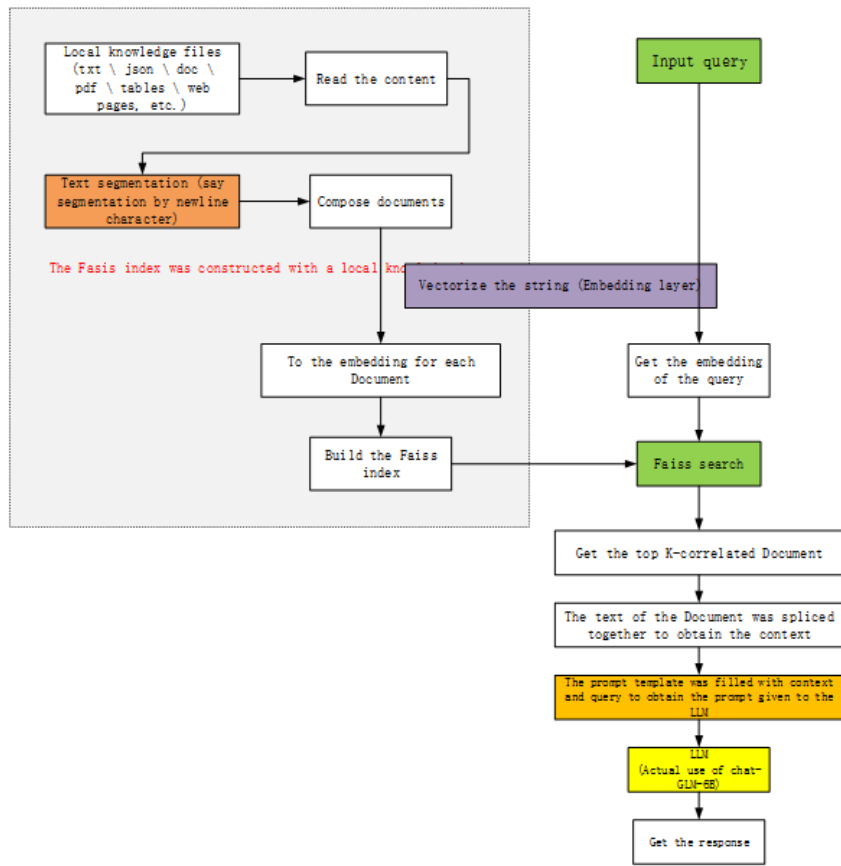 Local knowledge files
(txt \ json \ doc \
pdf \ tables \ web
pages, etc.)
Read the content
Input query
Text segmentation (say
segmentation by newline
character)
Compose documents
The Fasis index was constructed with a local
Vectorize the string (Embedding layer)
To the embedding for each
Document
Get the embedding
of the query
Build the Faiss
index
Faiss search
Get the top K-correlated Document
The text of the Document was spliced
together to obtain the context
The prompt template was filled with context
and query to obtain the prompt given to the
LLM
LLM
(Actual use of chat-
GLM-6B)
Get the response